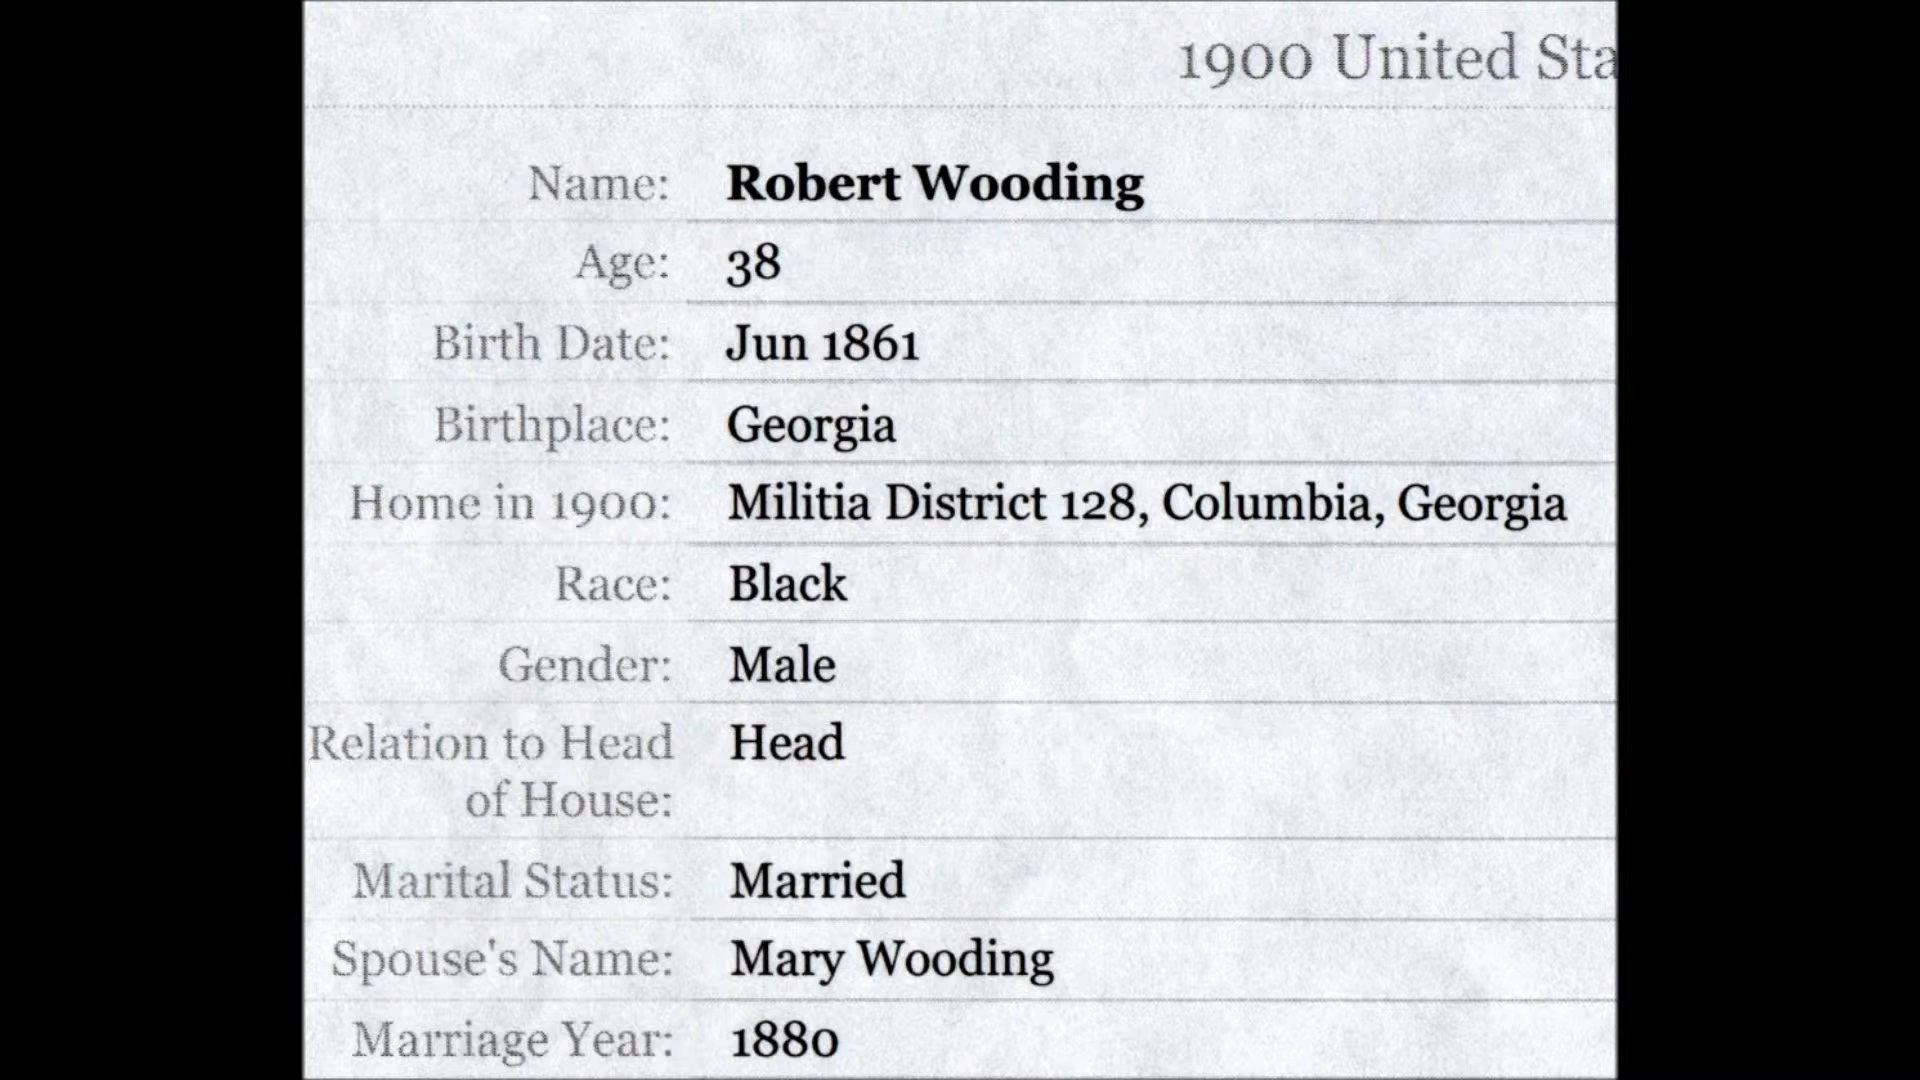 1900 United Sta
Name: Robert Wooding
Age: 38
Birth Date: Jun 1861
Birthplace: Georgia
Home in 1900: Militia District 128, Columbia, Georgia
Race: Black
Gender: Male
Relation to Head Head
of House:
Marital Status: Married
Spouse's Name: Mary Wooding
Marriage Year: 1880